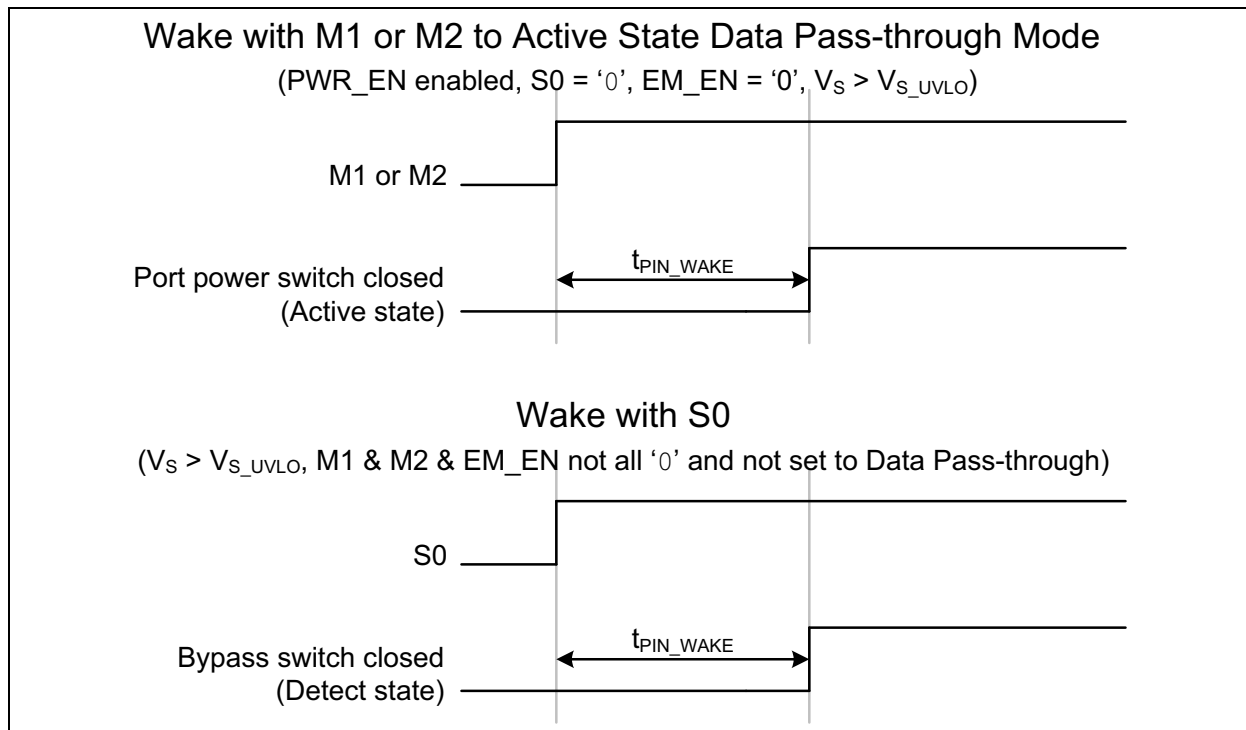 Wake with M1 or M2 to Active State Data Pass-through Mode
(PWR_EN enabled, S0 = ‘0’, EM_EN = ‘0’, VS > VS_UVLO)
M1 or M2
tPIN_WAKE
Port power switch closed
(Active state)
Wake with S0
(VS > VS_UVLO, M1 & M2 & EM_EN not all ‘0’ and not set to Data Pass-through)
S0
tPIN_WAKE
Bypass switch closed
(Detect state)